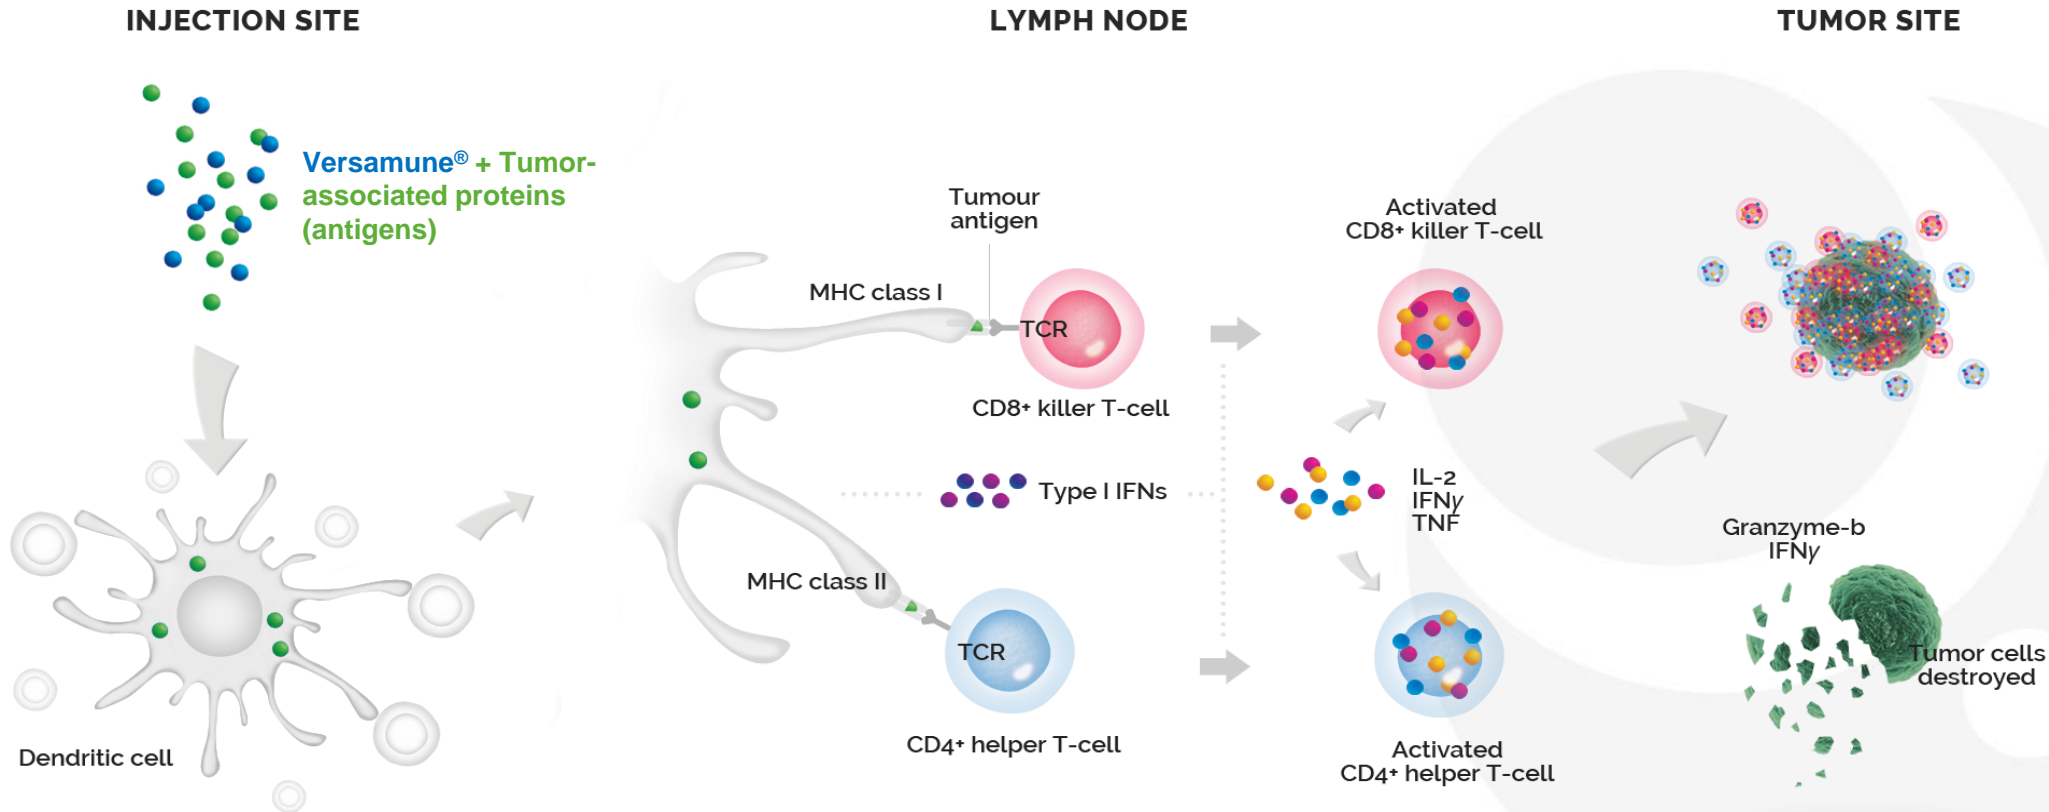 INJECTION SITE
LYMPH NODE
TUMOR SITE
Versamune® + Tumor-
associated proteins
(antigens)
Dendritic cell
Tumour
antigen
MHC class I
TCR
CD8+ killer T-cell
Type I IFNs
MHC class II
TCR
CD4+ helper T-cell
Activated
CD8+ killer T-cell
IL-2
IFNγ
TNF
Activated
CD4+ helper T-cell
Granzyme-b
IFNγ
Tumor cells
destroyed